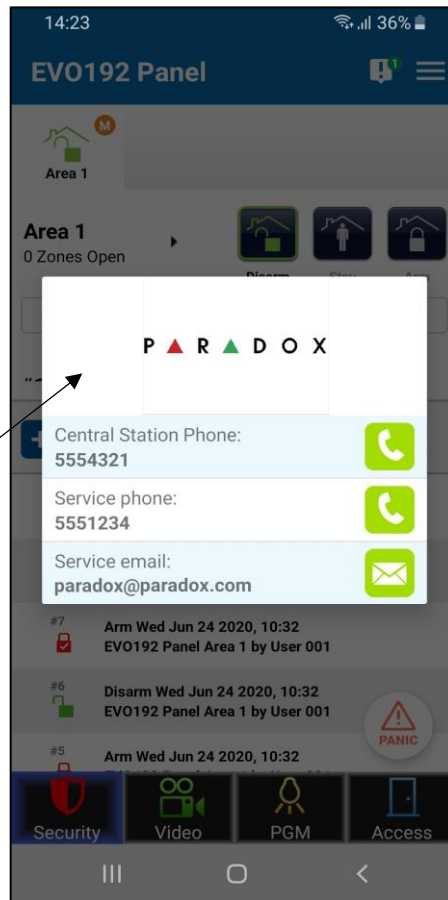 14:23
36%
EVO192 Panel
1
M
Area 1
Area 1
0 Zones Open
Disarm Stay Arm
PARADOX
Central Station Phone:
5554321
Service phone:
5551234
Service email:
paradox@paradox.com
#7
Arm Wed Jun 24 2020, 10:32
EVO192 Panel Area 1 by User 001
#6
Disarm Wed Jun 24 2020, 10:32
EVO192 Panel Area 1 by User 001
PANIC
#5
Arm Wed Jun 24 2020, 10:32
Security Video PGM Access